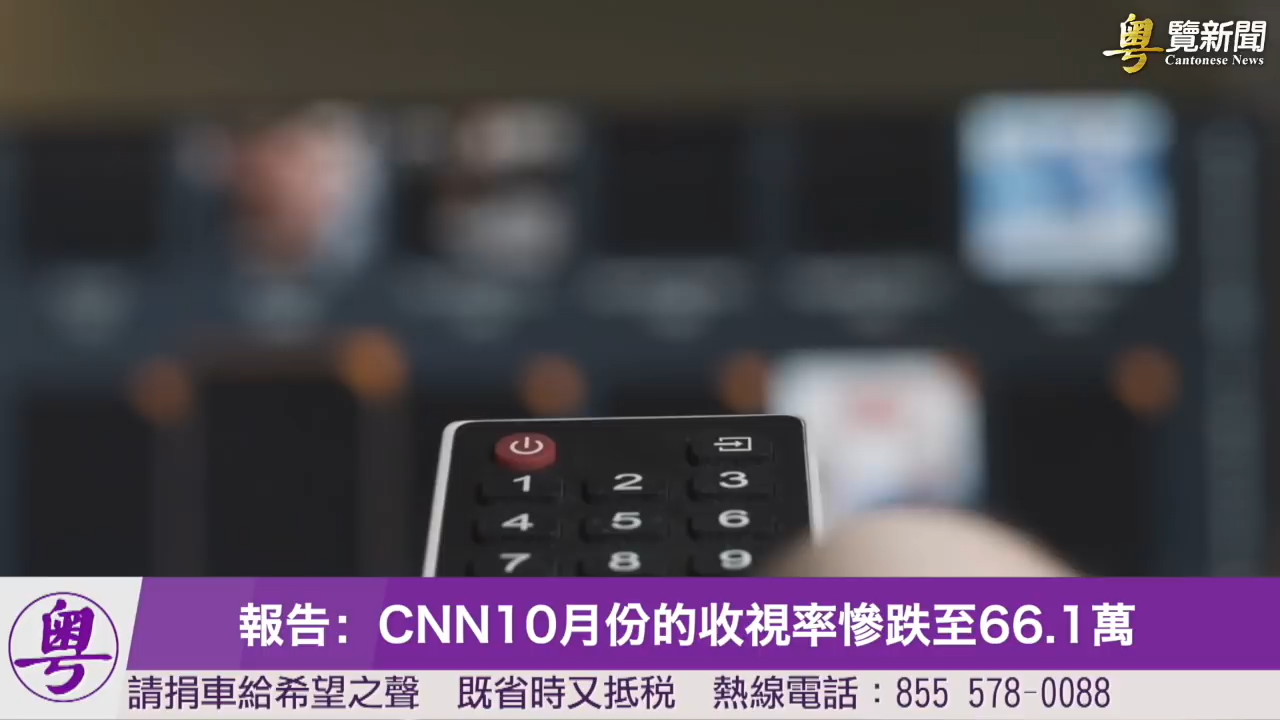 粵覽新聞
Cantonese News
1 2 3
4 5 6
7 8 9
報告：CNN10月份的收視率慘跌至66.1萬
粵
請捐車給希望之聲 既省時又抵税 熱線電話：855 578-0088